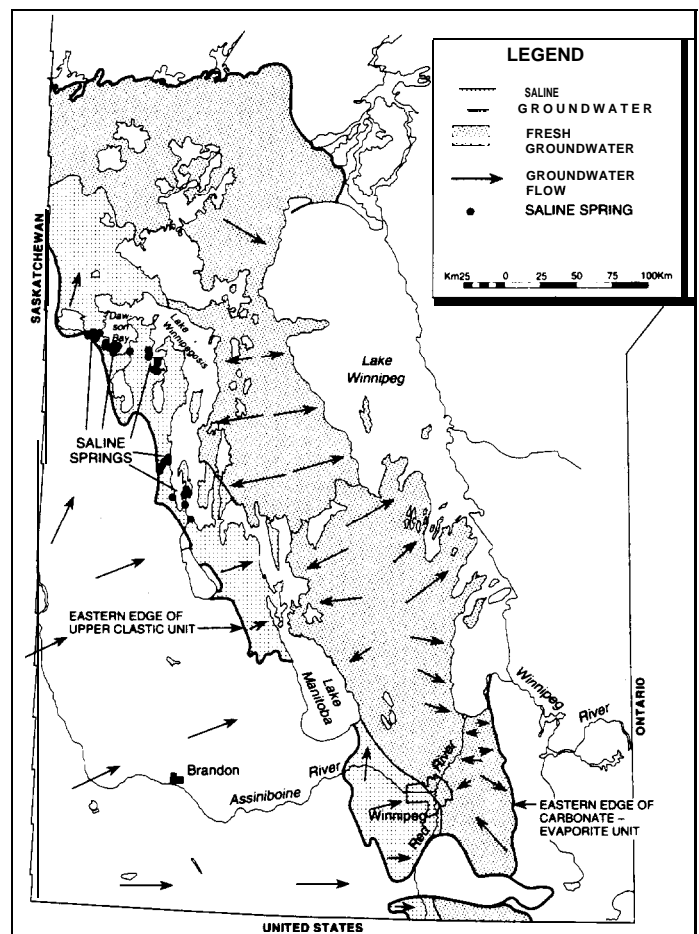 LEGEND
SALINE
GROUNDWATER
FRESH
GROUNDWATER
GROUNDWATER
FLOW
SALINE SPRING
Km25 0 25 50 75 100Km
SASKATCHEWAN
Daw
son
Bay
Lake
Winnipegosis
Lake
Winnipeg
SALINE
SPRINGS
EASTERN EDGE OF
UPPER CLASTIC UNIT
Lake
Manitoba
Winnipeg
River
ONTARIO
Brandon
Assiniboine
River
Winnipeg
Red
River
EASTERN EDGE OF
CARBONATE –
EVAPORITE UNIT
UNITED STATES